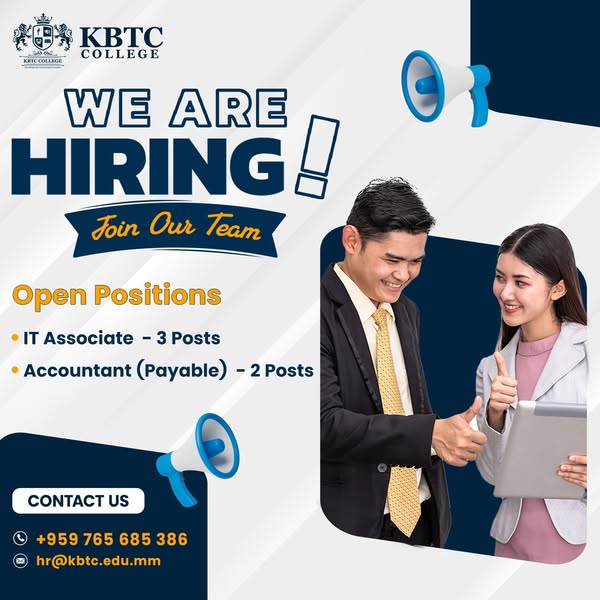 KBTC
COLLEGE
KBTC COLLEGE
WE ARE
HIRING!
Join Our Team
Open Positions
• IT Associate - 3 Posts
• Accountant (Payable) - 2 Posts
CONTACT US
+959 765 685 386
hr@kbtc.edu.mm